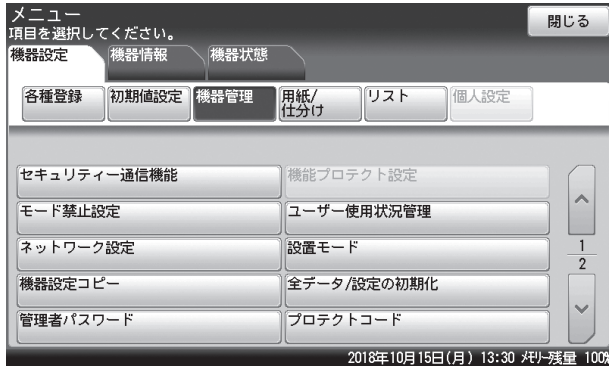 メニュー
項目を選択してください。
閉じる
機器設定 機器情報 機器状態
各種登録 初期値設定 機器管理 用紙/ リスト 個人設定
仕分け
セキュリティー通信機能 機能プロテクト設定
モード禁止設定 ユーザー使用状況管理
ネットワーク設定 設置モード
機器設定コピー 全データ/設定の初期化
管理者パスワード プロテクトコード
1
2
2018年10月15日(月) 13:30 メモリー残量 100%